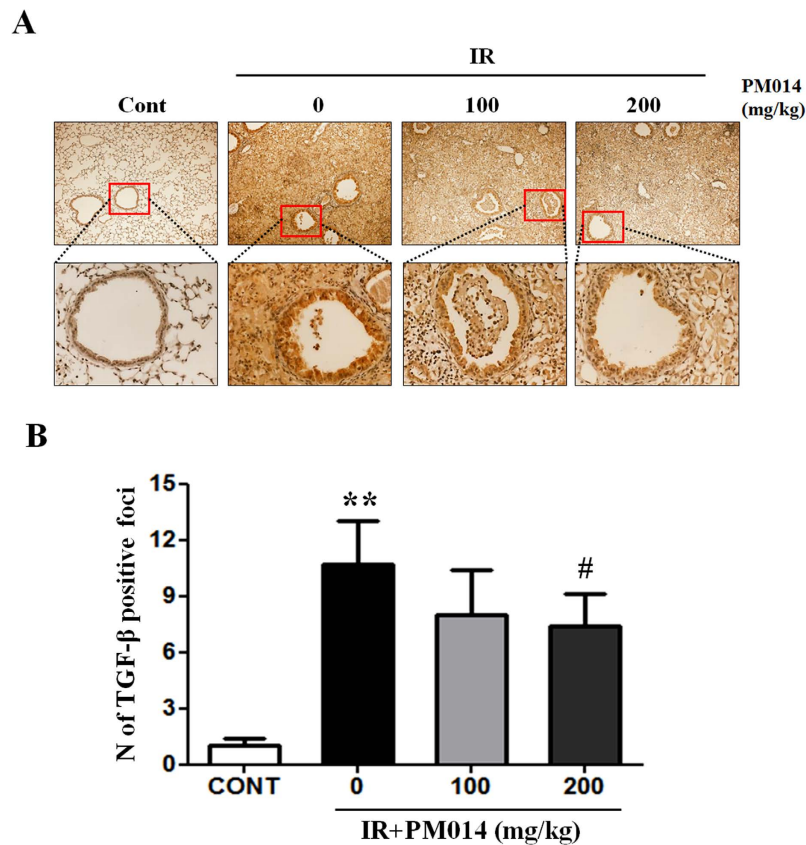 A
IR
Cont
0
100
200
PM014
(mg/kg)
B
N of TGF-β positive foci
15
12
9
6
3
0
**
#
CONT
0
100
200
IR+PM014 (mg/kg)